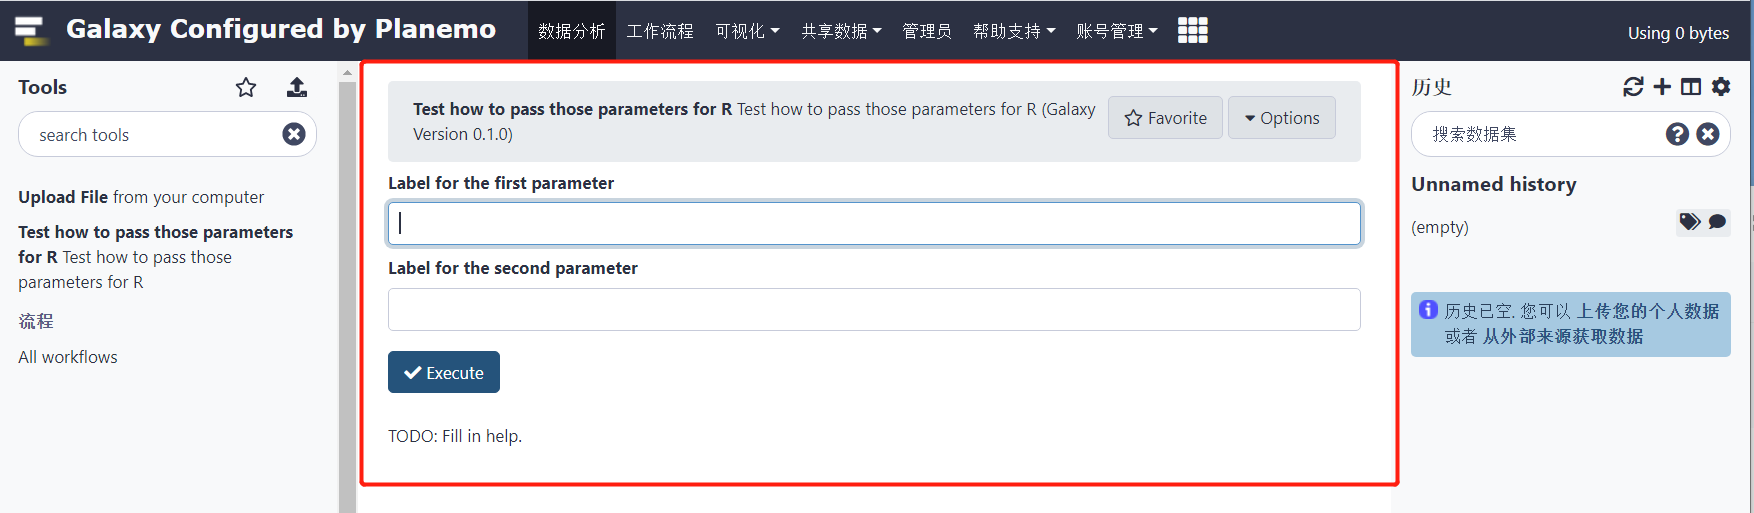 Galaxy Configured by Planemo
数据分析 工作流程 可视化 共享数据 管理员 帮助支持 账号管理
Using 0 bytes
Tools
search tools
Upload File from your computer
Test how to pass those parameters
for R Test how to pass those
parameters for R
流程
All workflows
Test how to pass those parameters for R Test how to pass those parameters for R (Galaxy
Version 0.1.0)
Favorite
Options
Label for the first parameter
Label for the second parameter
Execute
TODO: Fill in help.
历史
搜索数据集
Unnamed history
(empty)
历史已空. 您可以 上传您的个人数据
或者 从外部来源获取数据